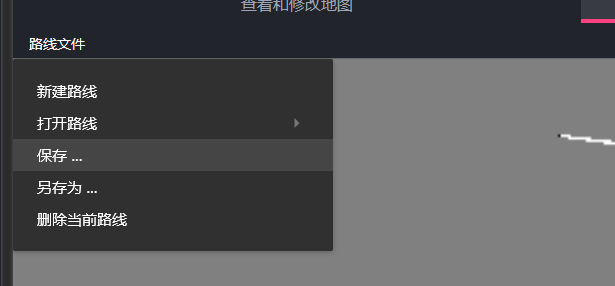 查看和修改地图
路线文件
新建路线
打开路线
保存 ...
另存为 ...
删除当前路线